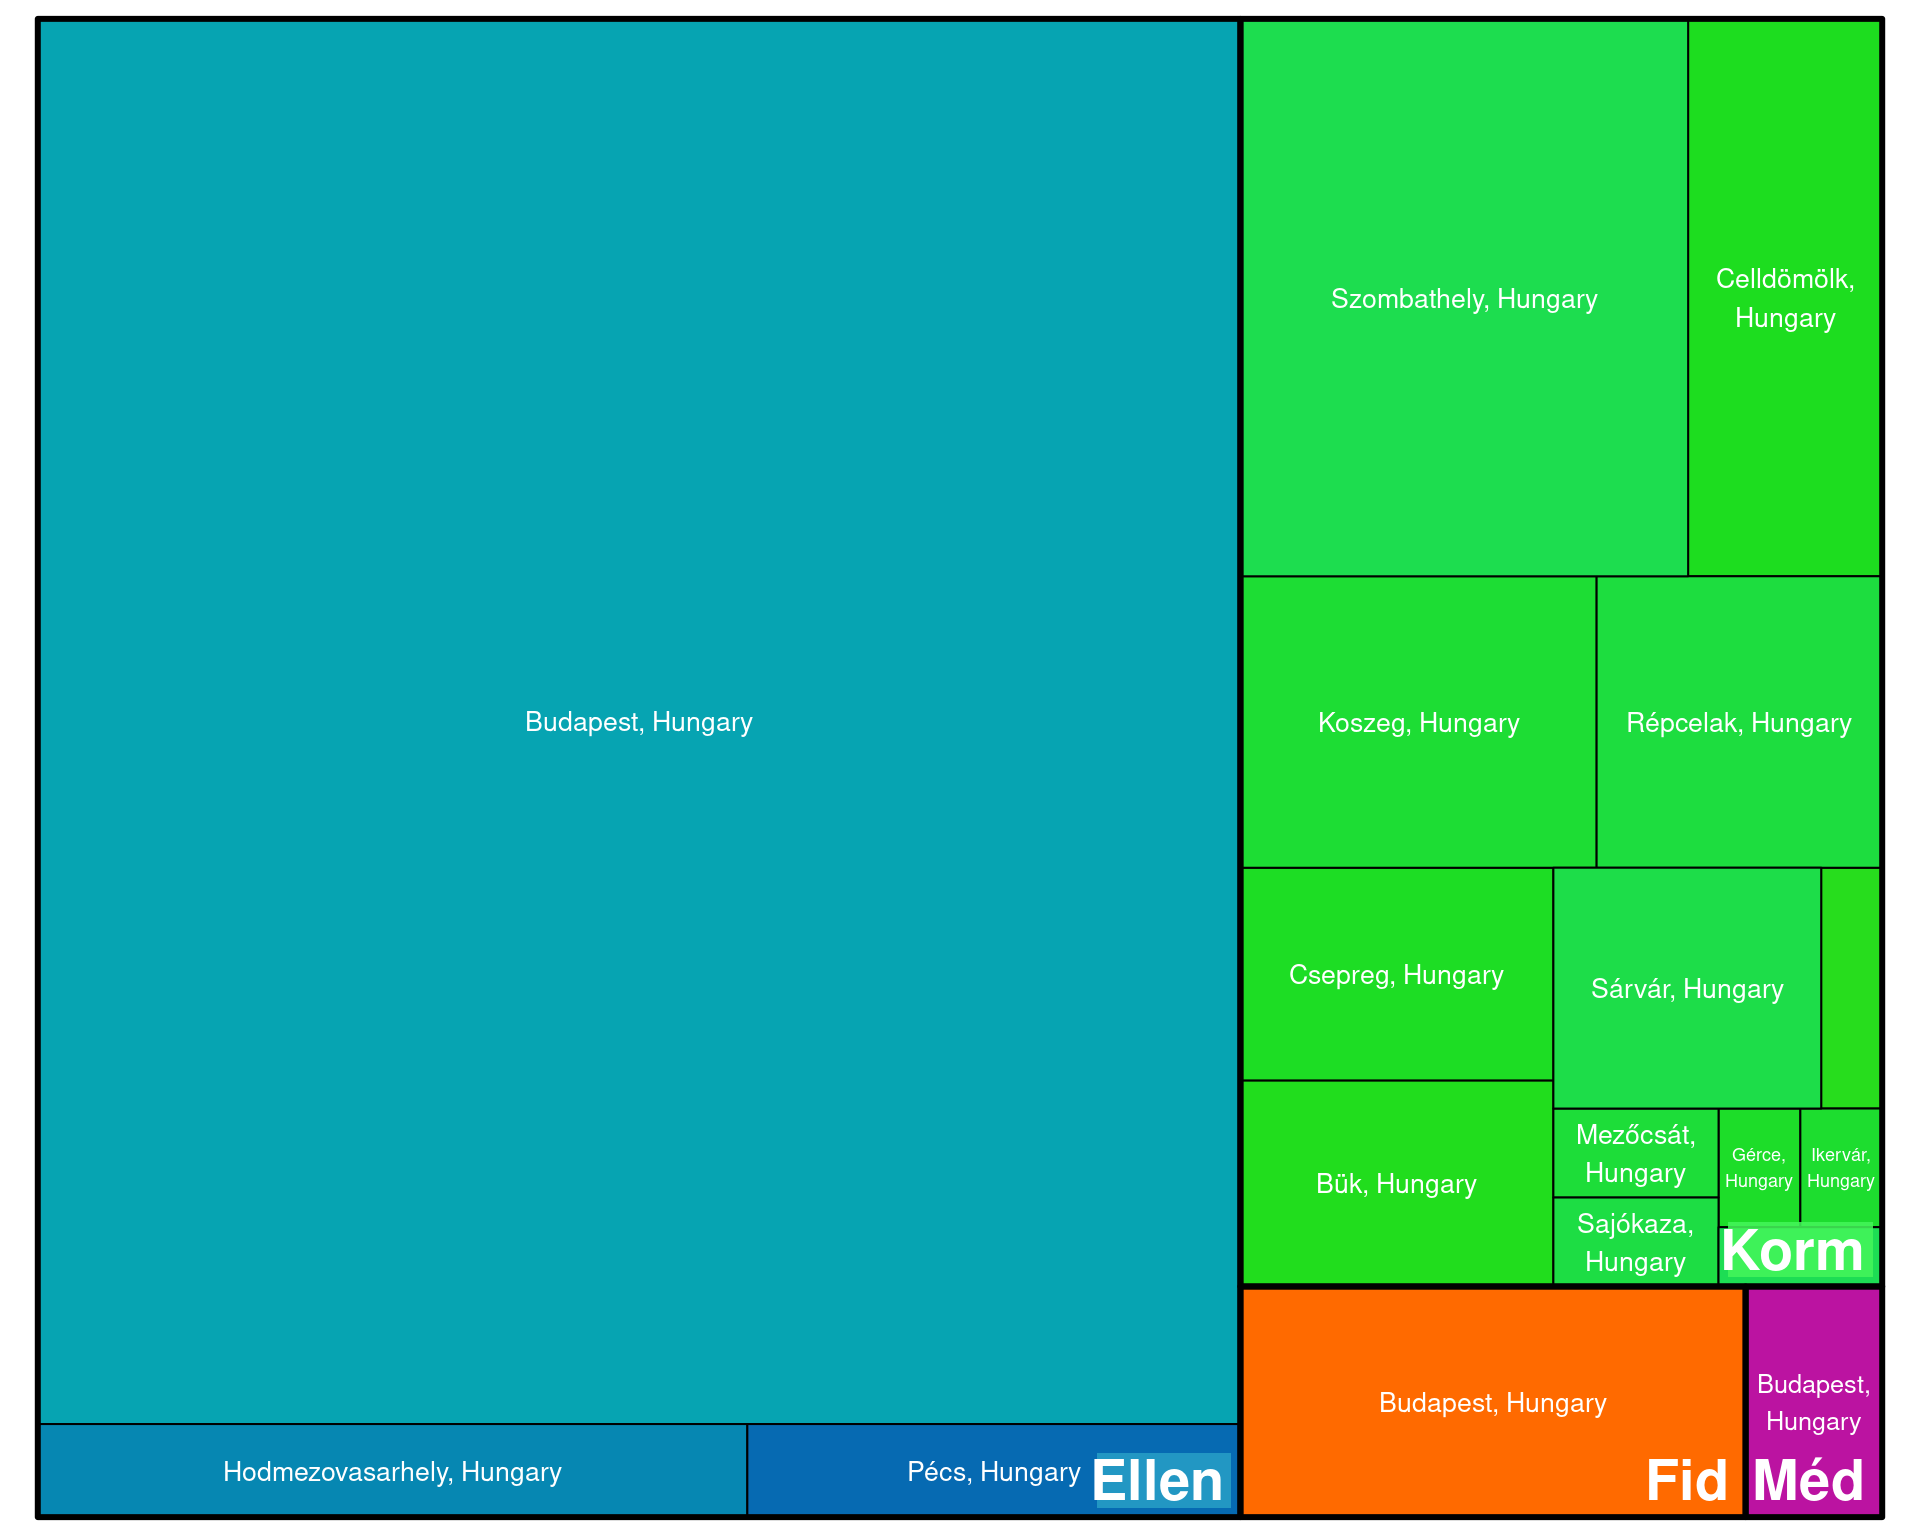 Budapest, Hungary
Hodmezovasarhely, Hungary
Pécs, Hungary
Ellen
Szombathely, Hungary
Celldömölk,
Hungary
Koszeg, Hungary
Répcelak, Hungary
Csepreg, Hungary
Sárvár, Hungary
Bük, Hungary
Mezőcsát,
Hungary
Gérce,
Hungary
Ikervár,
Hungary
Sajókaza,
Hungary
Korm
Budapest, Hungary
Fid
Budapest,
Hungary
Méd